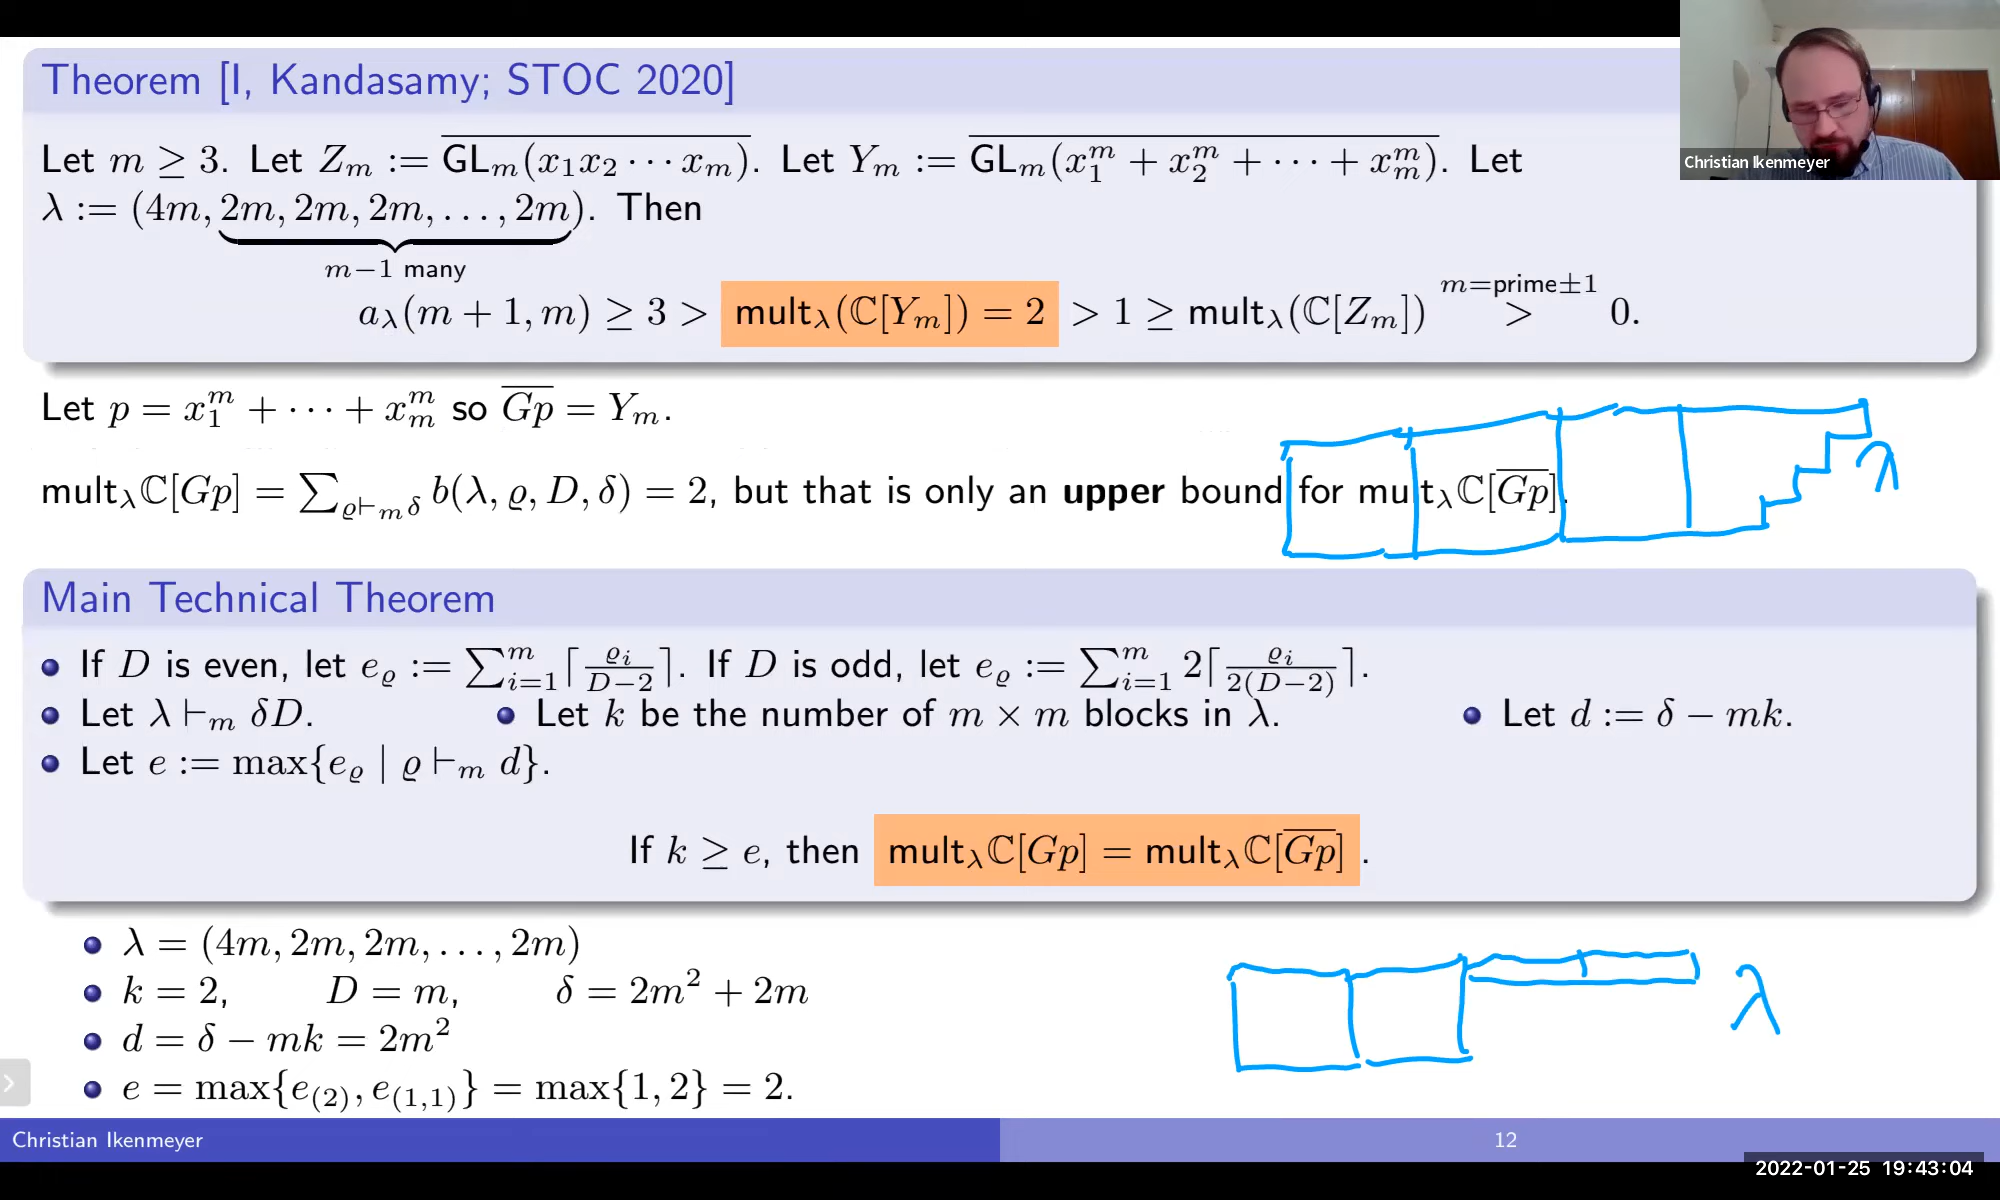 Theorem [I, Kandasamy; STOC 2020]
Let m ≥ 3. Let Z_m := \overline{GL_m(x_1x_2 ⋯ x_m)}. Let Y_m := \overline{GL_m(x_1^m + x_2^m + ⋯ + x_m^m)}. Let
λ := (4m, 2m, 2m, 2m, . . . , 2m). Then
m−1 many
m=prime±1
a_λ(m + 1, m) ≥ 3 > mult_λ(ℂ[Y_m]) = 2 > 1 ≥ mult_λ(ℂ[Z_m]) > 0.
Christian Ikenmeyer
Let p = x_1^m + ⋯ + x_m^m so \overline{Gp} = Y_m.
mult_λℂ[Gp] = ∑_{ϱ⊢_mδ} b(λ, ϱ, D, δ) = 2, but that is only an upper bound for mult_λℂ[\overline{Gp}].
λ
Main Technical Theorem
• If D is even, let e_ϱ := ∑_{i=1}^m ⌈ϱ_i/(D−2)⌉. If D is odd, let e_ϱ := ∑_{i=1}^m 2⌈ϱ_i/(2(D−2))⌉.
• Let λ ⊢_m δD. • Let k be the number of m × m blocks in λ. • Let d := δ − mk.
• Let e := max{e_ϱ | ϱ ⊢_m d}.
If k ≥ e, then mult_λℂ[Gp] = mult_λℂ[\overline{Gp}].
• λ = (4m, 2m, 2m, . . . , 2m)
• k = 2, D = m, δ = 2m² + 2m
• d = δ − mk = 2m²
• e = max{e_{(2)}, e_{(1,1)}} = max{1, 2} = 2.
λ
Christian Ikenmeyer
12
2022-01-25 19:43:04